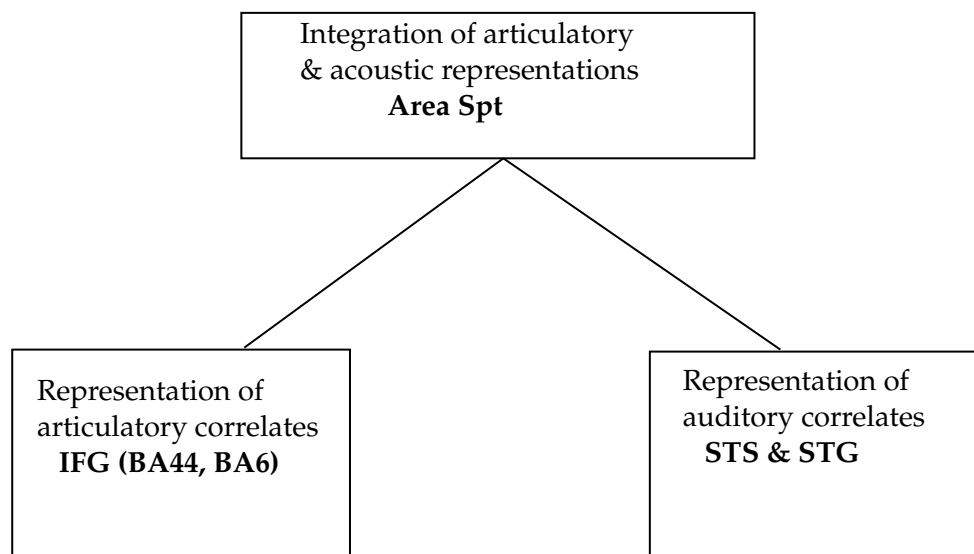 Integration of articulatory
& acoustic representations
Area Spt
Representation of
articulatory correlates
IFG (BA44, BA6)
Representation of
auditory correlates
STS & STG